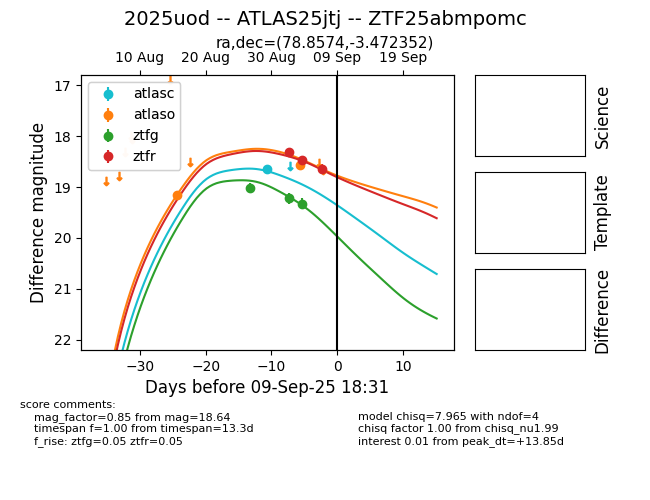 2025uod -- ATLAS25jtj -- ZTF25abmpomc
ra,dec=(78.8574,-3.472352)
10 Aug 20 Aug 30 Aug 09 Sep 19 Sep
17
18
19
20
21
22
Difference magnitude
atlasc
atlaso
ztfg
ztfr
−30 −20 −10 0 10
Days before 09-Sep-25 18:31
Science
Template
Difference
score comments:
mag_factor=0.85 from mag=18.64
timespan f=1.00 from timespan=13.3d
f_rise: ztfg=0.05 ztfr=0.05
model chisq=7.965 with ndof=4
chisq factor 1.00 from chisq_nu1.99
interest 0.01 from peak_dt=+13.85d